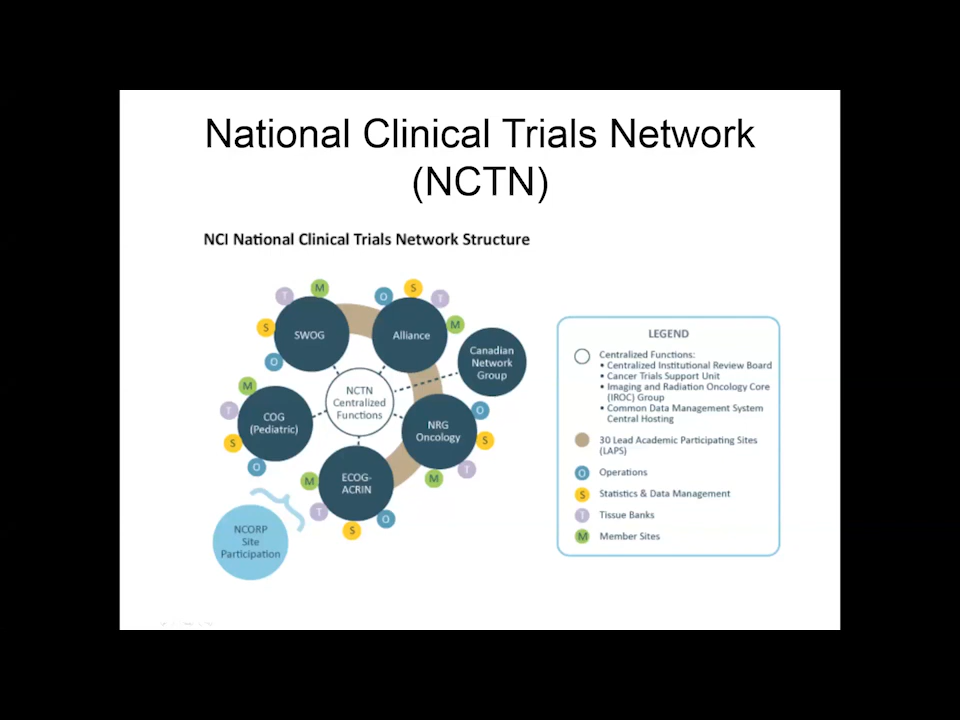 National Clinical Trials Network
(NCTN)
NCI National Clinical Trials Network Structure
M
T
S
O
SWOG
O
S
T
M
Alliance
Canadian
Network
Group
NCTN
Centralized
Functions
M
T
S
O
COG
(Pediatric)
NRG
Oncology
O
S
T
M
ECOG-
ACRIN
M
T
S
O
NCORP
Site
Participation
LEGEND
Centralized Functions:
• Centralized Institutional Review Board
• Cancer Trials Support Unit
• Imaging and Radiation Oncology Core
(IROC) Group
• Common Data Management System
Central Hosting
30 Lead Academic Participating Sites
(LAPS)
O Operations
S Statistics & Data Management
T Tissue Banks
M Member Sites